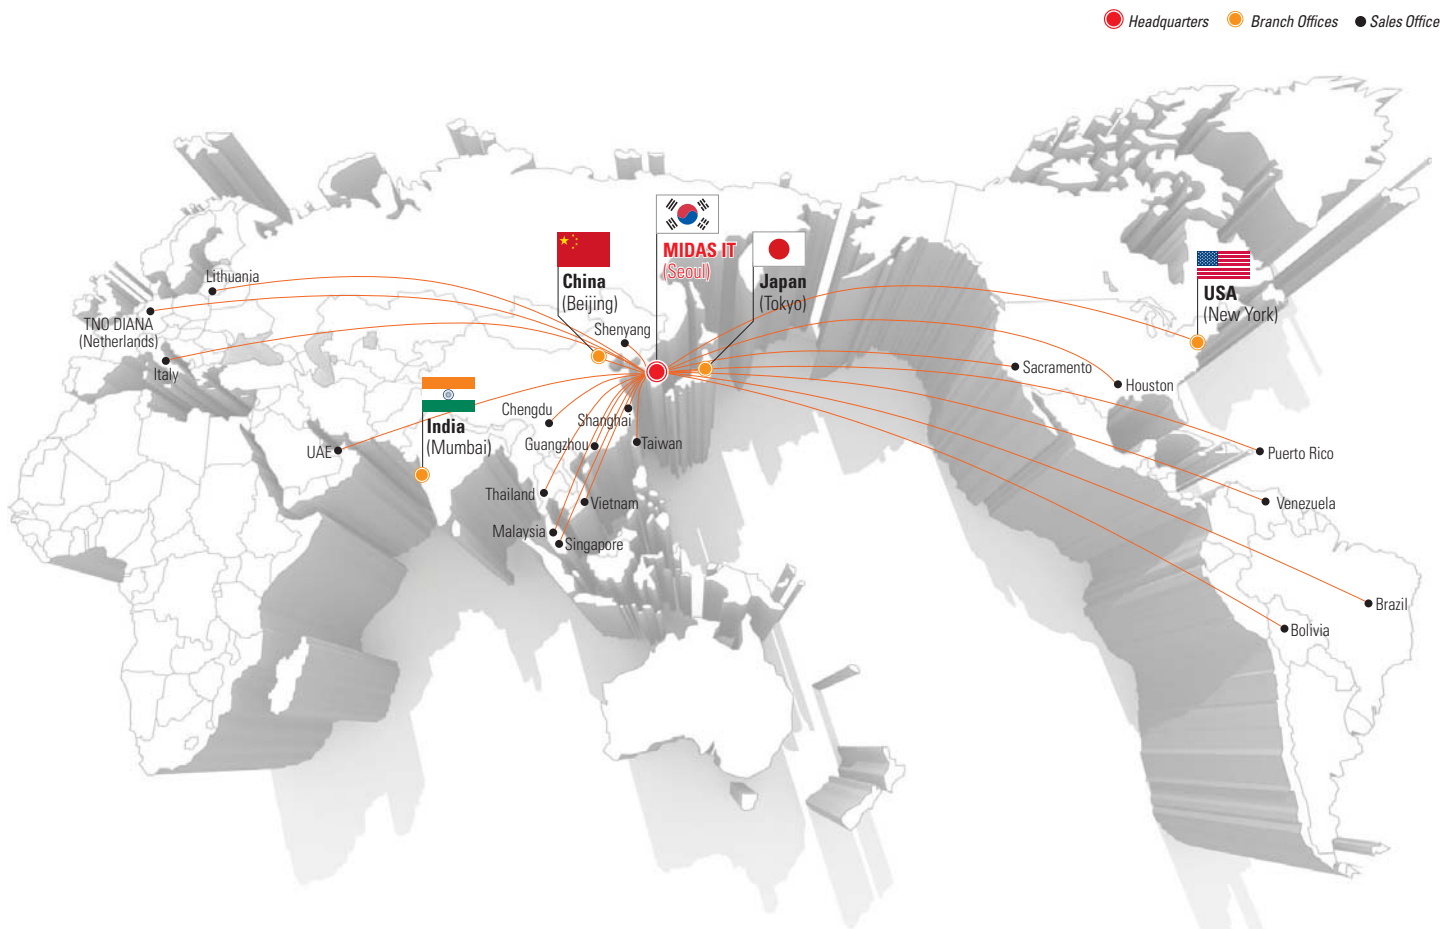 Headquarters
Branch Offices
Sales Office
MIDAS IT
(Seoul)
China
(Beijing)
Japan
(Tokyo)
USA
(New York)
Lithuania
TNO DIANA
(Netherlands)
Italy
Shenyang
Sacramento
Houston
India
(Mumbai)
UAE
Chengdu
Shanghai
Guangzhou
Taiwan
Puerto Rico
Thailand
Vietnam
Venezuela
Malaysia
Singapore
Brazil
Bolivia